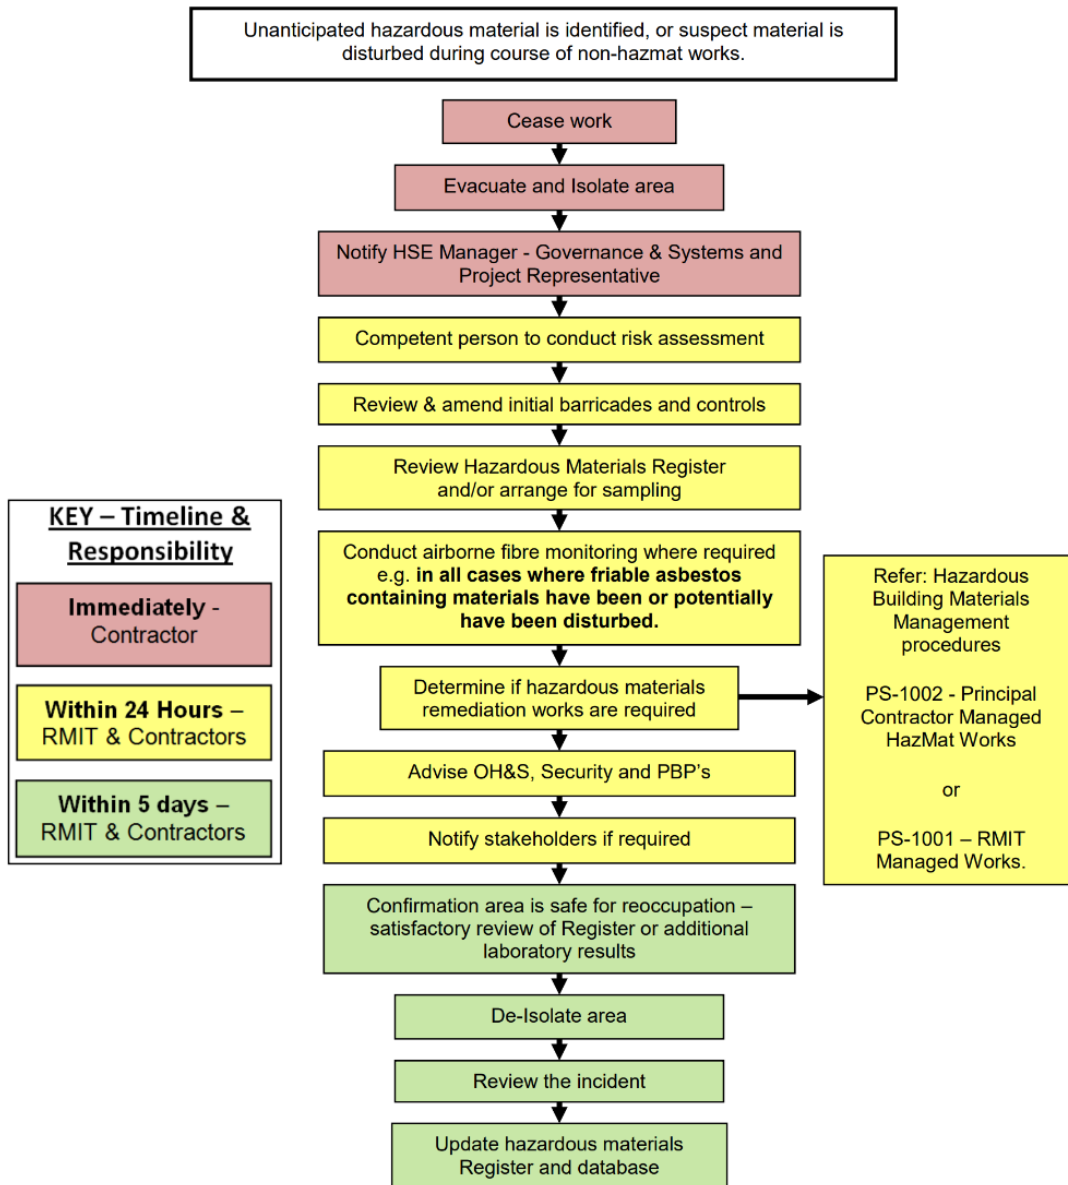 Unanticipated hazardous material is identified, or suspect material is
disturbed during course of non-hazmat works.
Cease work
Evacuate and Isolate area
Notify HSE Manager - Governance & Systems and
Project Representative
Competent person to conduct risk assessment
Review & amend initial barricades and controls
Review Hazardous Materials Register
and/or arrange for sampling
Conduct airborne fibre monitoring where required
e.g. in all cases where friable asbestos
containing materials have been or potentially
have been disturbed.
Determine if hazardous materials
remediation works are required
Advise OH&S, Security and PBP's
Notify stakeholders if required
Confirmation area is safe for reoccupation –
satisfactory review of Register or additional
laboratory results
De-Isolate area
Review the incident
Update hazardous materials
Register and database
KEY – Timeline &
Responsibility
Immediately -
Contractor
Within 24 Hours –
RMIT & Contractors
Within 5 days –
RMIT & Contractors
Refer: Hazardous
Building Materials
Management
procedures
PS-1002 - Principal
Contractor Managed
HazMat Works
or
PS-1001 – RMIT
Managed Works.